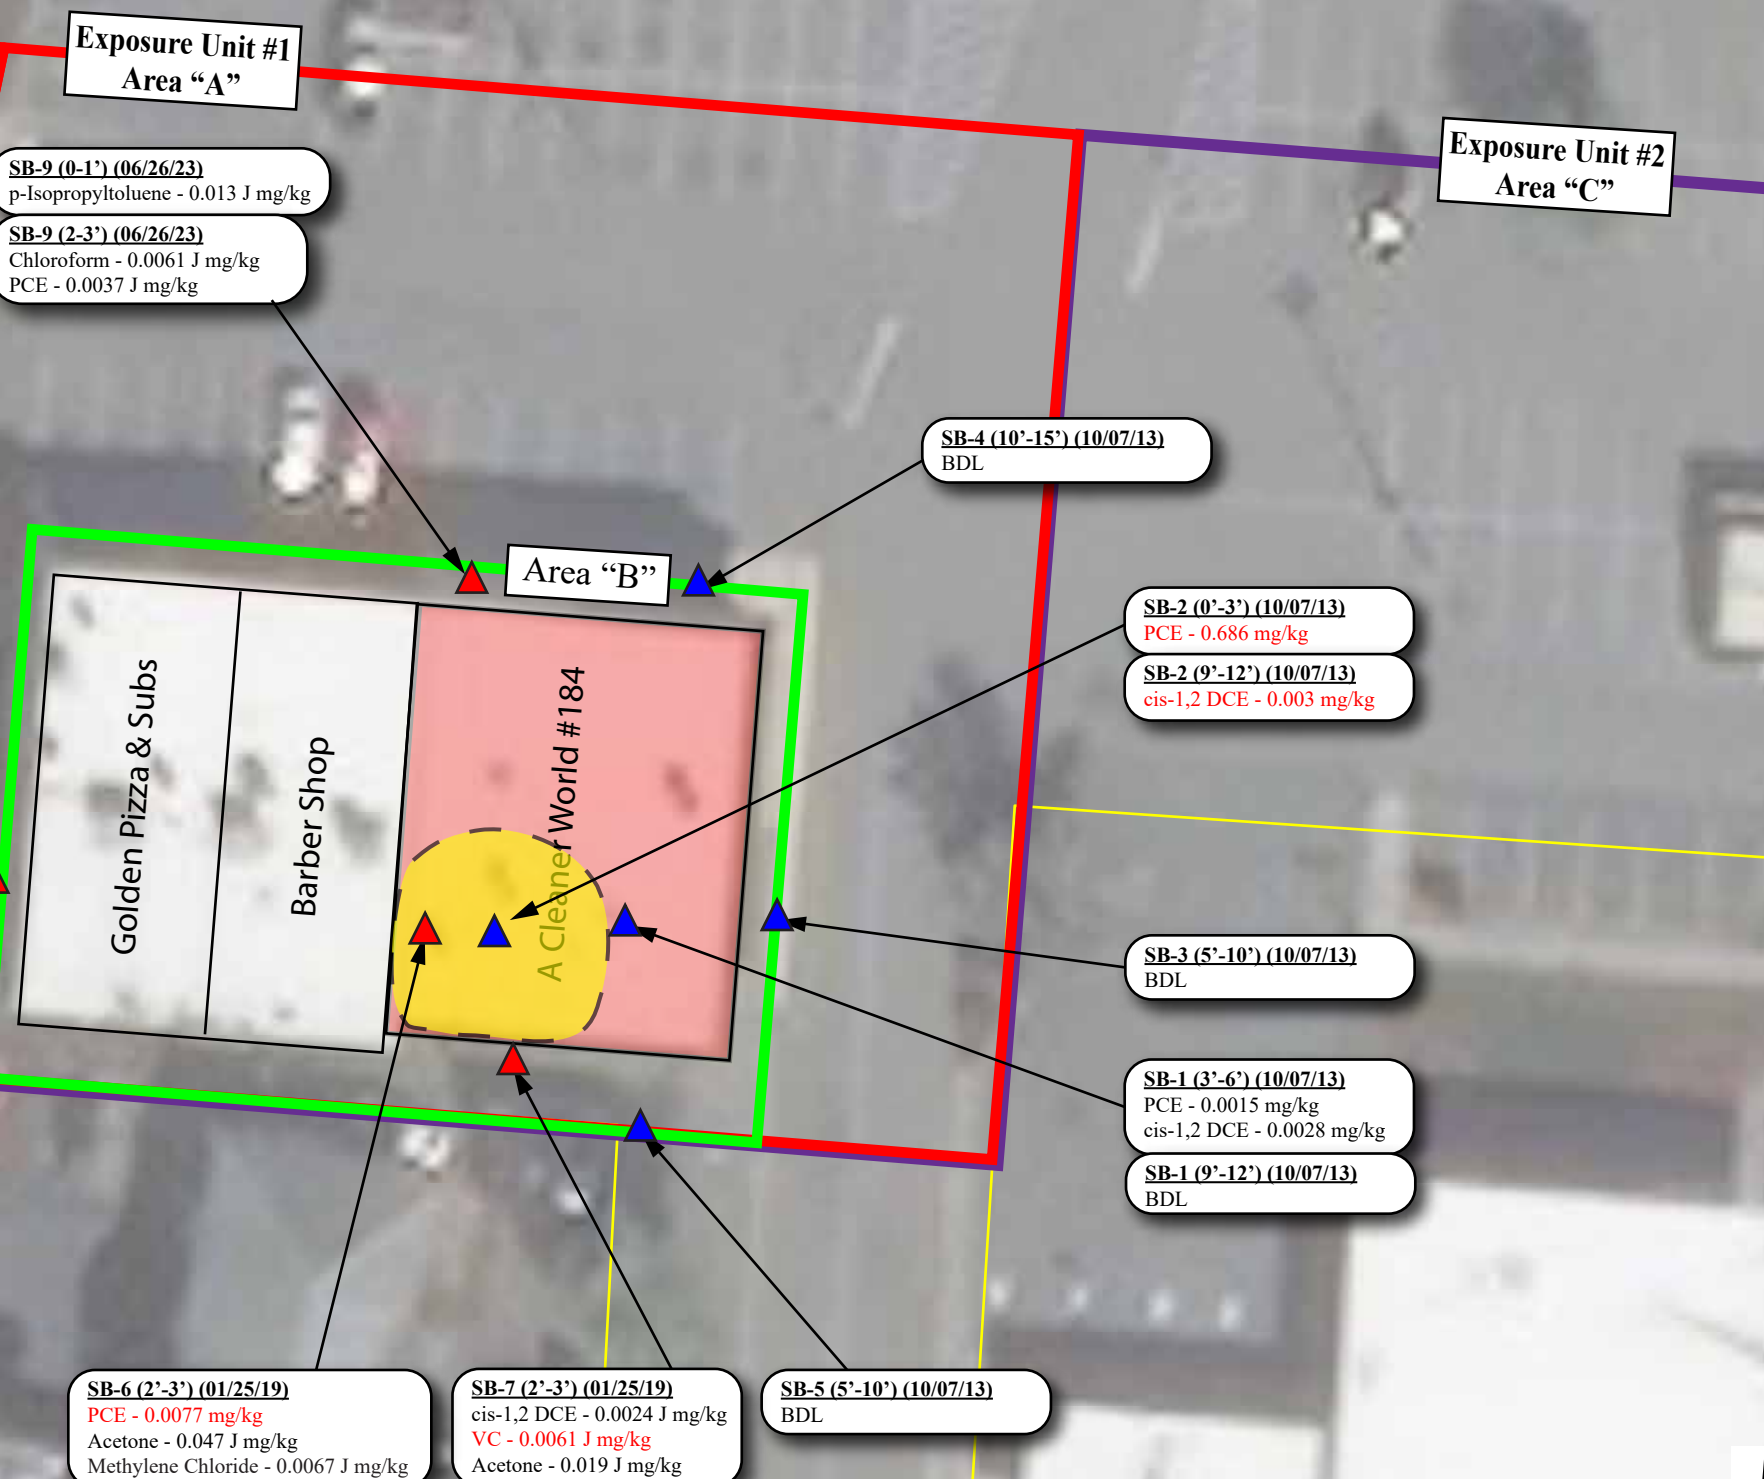 Exposure Unit #1
Area “A”
Exposure Unit #2
Area “C”
SB-9 (0-1’) (06/26/23)
p-Isopropyltoluene - 0.013 J mg/kg
SB-9 (2-3’) (06/26/23)
Chloroform - 0.0061 J mg/kg
PCE - 0.0037 J mg/kg
SB-4 (10’-15’) (10/07/13)
BDL
Area “B”
SB-2 (0’-3’) (10/07/13)
PCE - 0.686 mg/kg
SB-2 (9’-12’) (10/07/13)
cis-1,2 DCE - 0.003 mg/kg
Golden Pizza & Subs
Barber Shop
A Cleaner World #184
SB-3 (5’-10’) (10/07/13)
BDL
SB-1 (3’-6’) (10/07/13)
PCE - 0.0015 mg/kg
cis-1,2 DCE - 0.0028 mg/kg
SB-1 (9’-12’) (10/07/13)
BDL
SB-6 (2’-3’) (01/25/19)
PCE - 0.0077 mg/kg
Acetone - 0.047 J mg/kg
Methylene Chloride - 0.0067 J mg/kg
SB-7 (2’-3’) (01/25/19)
cis-1,2 DCE - 0.0024 J mg/kg
VC - 0.0061 J mg/kg
Acetone - 0.019 J mg/kg
SB-5 (5’-10’) (10/07/13)
BDL